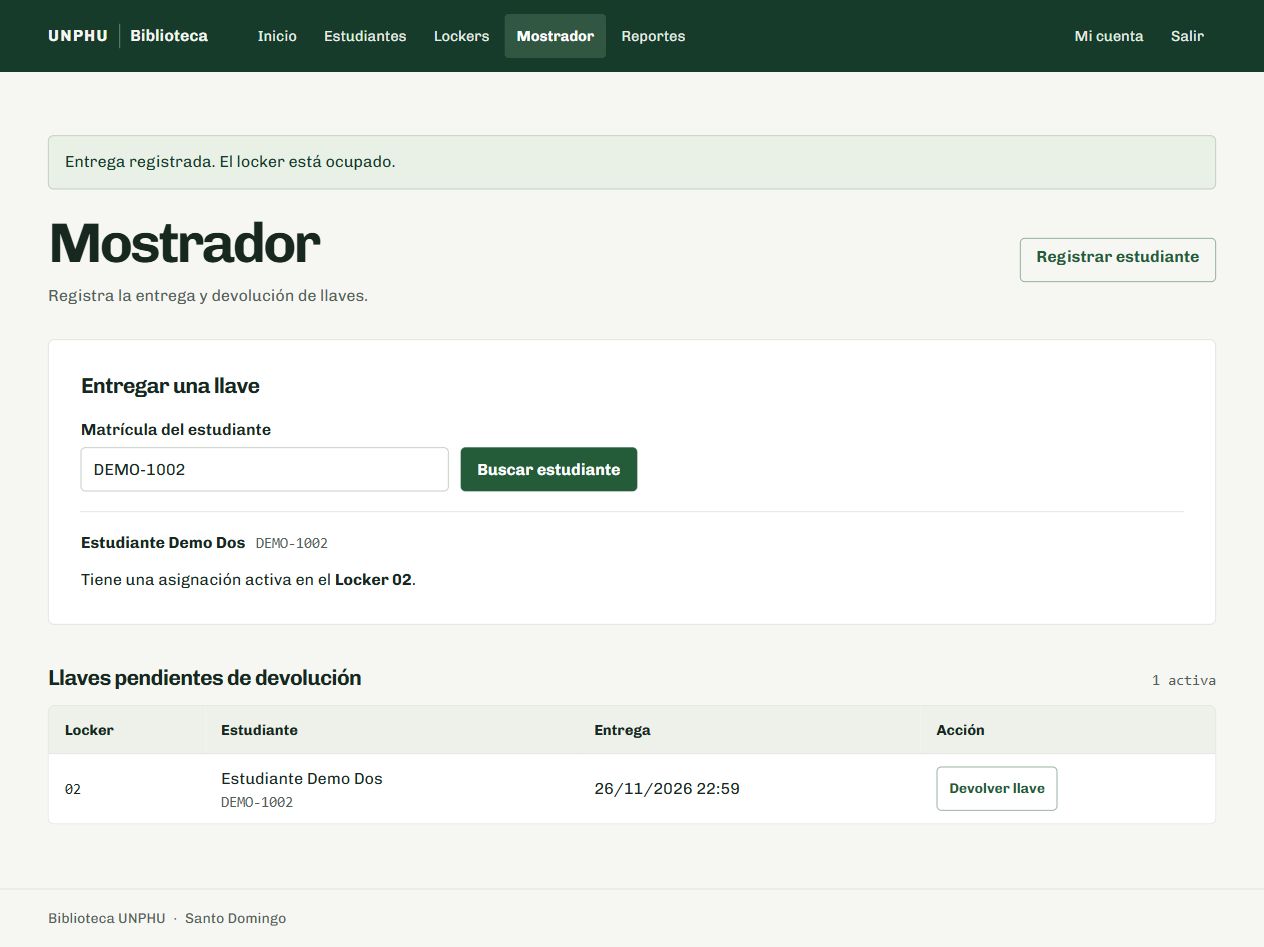 UNPHU Biblioteca Inicio Estudiantes Lockers Mostrador Reportes Mi cuenta Salir
Entrega registrada. El locker está ocupado.
Mostrador
Registra la entrega y devolución de llaves.
Registrar estudiante
Entregar una llave
Matrícula del estudiante
DEMO-1002 Buscar estudiante
Estudiante Demo Dos DEMO-1002
Tiene una asignación activa en el Locker 02.
Llaves pendientes de devolución 1 activa
Locker Estudiante Entrega Acción
02 Estudiante Demo Dos 26/11/2026 22:59 Devolver llave
DEMO-1002
Biblioteca UNPHU · Santo Domingo